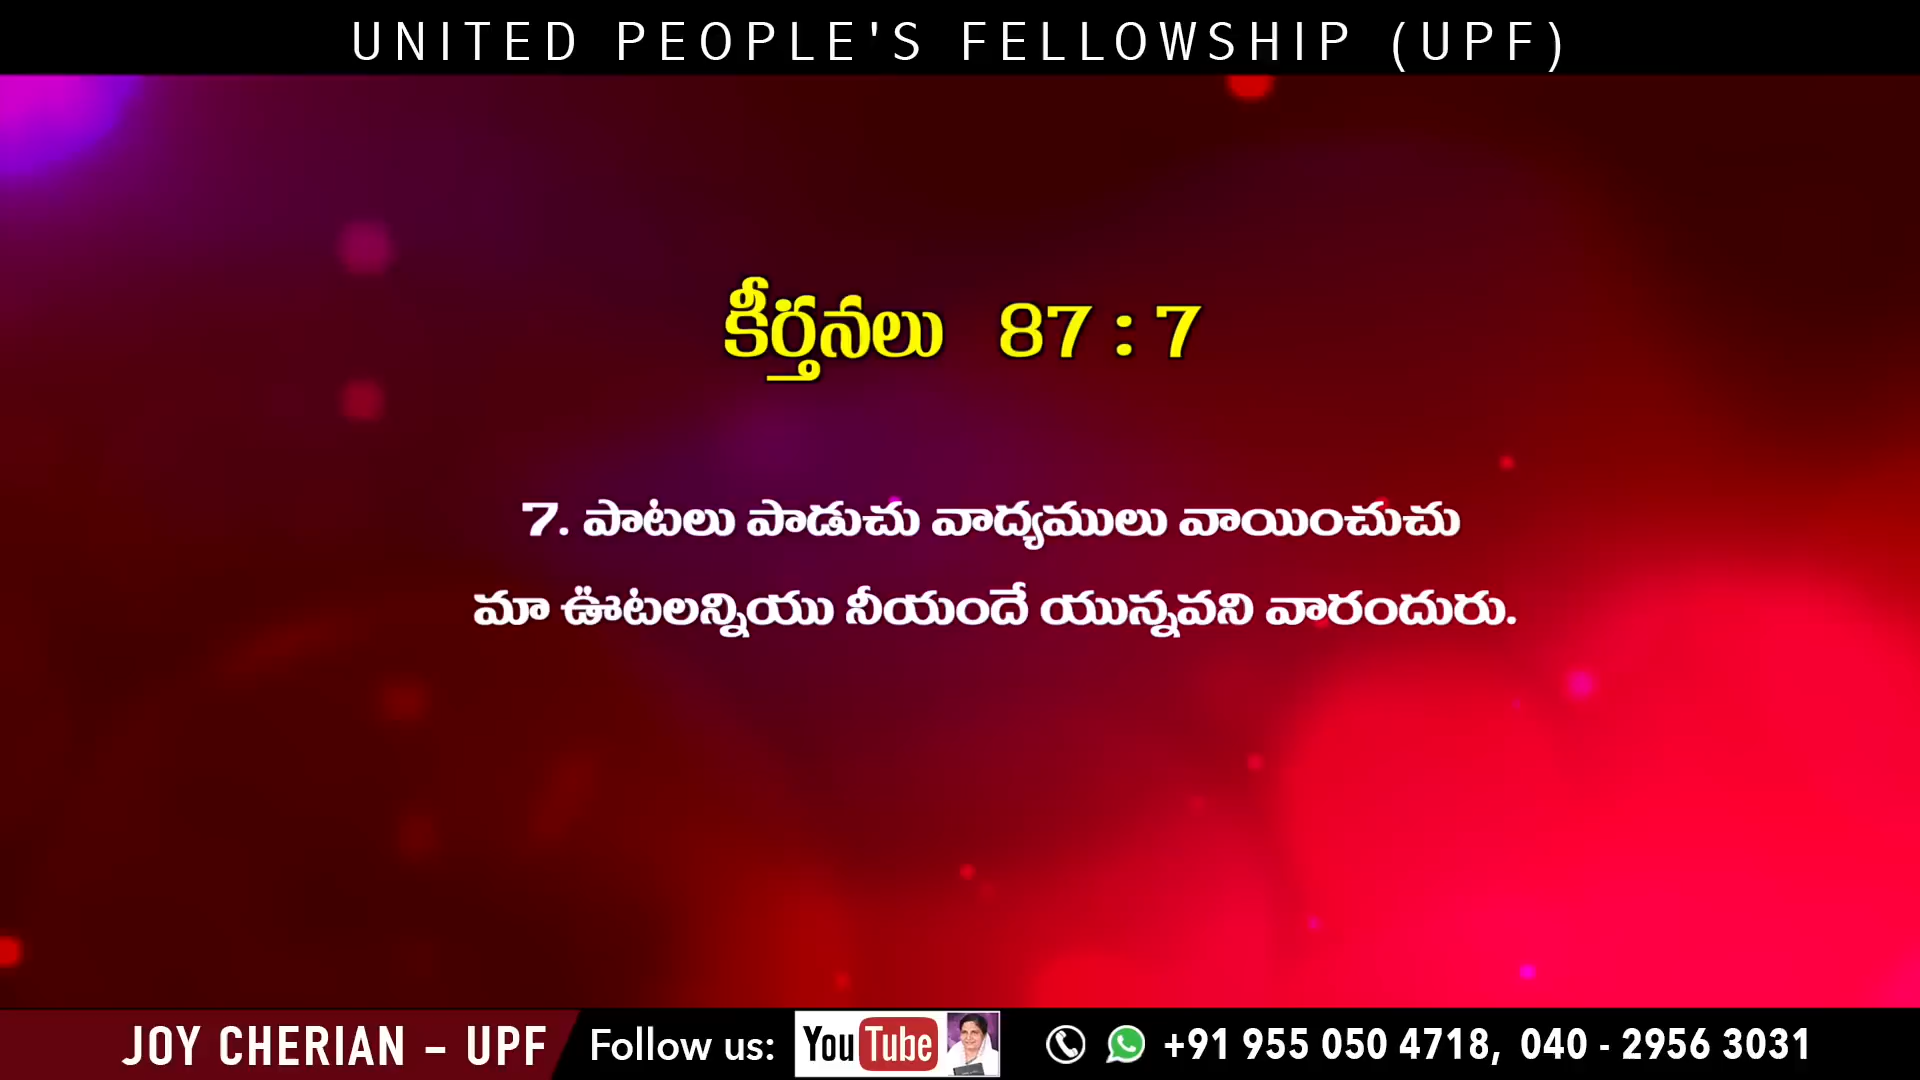 UNITED PEOPLE'S FELLOWSHIP (UPF)
కీర్తనలు 87 : 7
7. పాటలు పాడుచు వాద్యములు వాయించుచు
మా ఊటలన్నియు నీయందే యున్నవని వారందురు.
JOY CHERIAN – UPF Follow us: YouTube +91 955 050 4718, 040 - 2956 3031